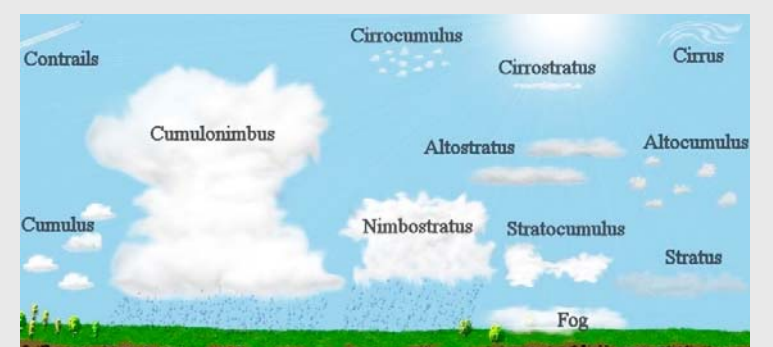 Cirrocumulus
Contrails
Cirrus
Cirrostratus
Cumulonimbus
Altostratus
Altocumulus
Cumulus
Nimbostratus
Stratocumulus
Stratus
Fog